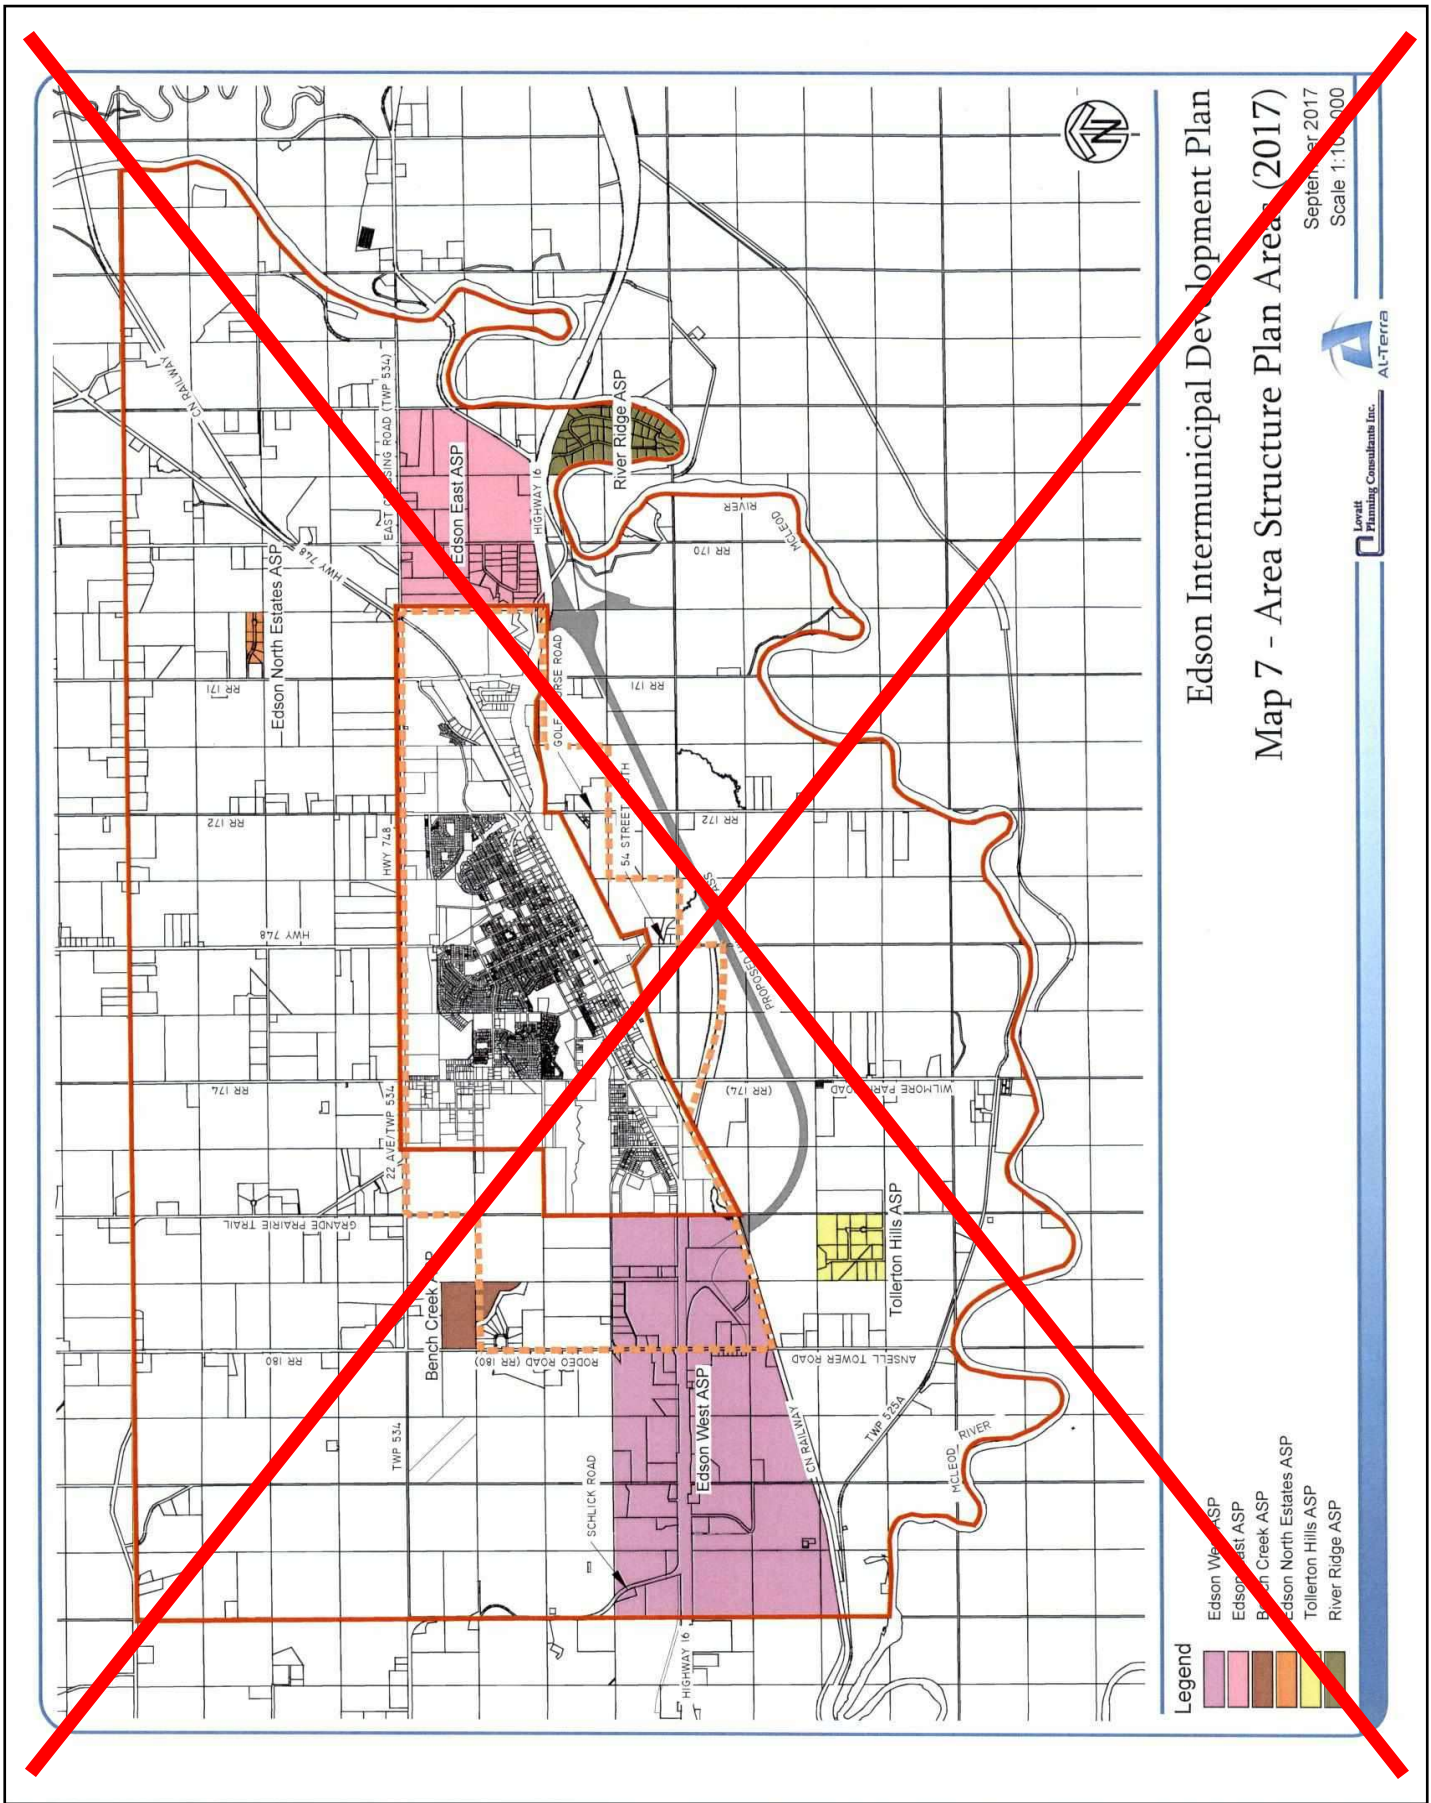 Edson Intermunicipal Development Plan
Map 7 - Area Structure Plan Areas (2017)
September 2017
Lovatt
Planning Consultants Inc.
AL-Terra
Legend
Edson West ASP
Edson East ASP
Bench Creek ASP
Edson North Estates ASP
Tollerton Hills ASP
River Ridge ASP
N
CN RAILWAY
EAST CROSSING ROAD (TWP 534)
Edson East ASP
HIGHWAY 16
River Ridge ASP
HWY 748
Edson North Estates ASP
RR 171
RIVER
MCLEOD
RR 170
RR 171
GOLF COURSE ROAD
RR 172
HWY 748
54 STREET
RR 172
HWY 748
PROPOSED
RR 174
22 AVE/TWP 534
(RR 174)
WILMORE PARK ROAD
GRANDE PRAIRIE TRAIL
Tollerton Hills ASP
Bench Creek
RR 180
RODEO ROAD (RR 180)
ANSELL TOWER ROAD
Edson West ASP
TWP 534
SCHLICK ROAD
CN RAILWAY
TWP 525A
MCLEOD RIVER
HIGHWAY 16